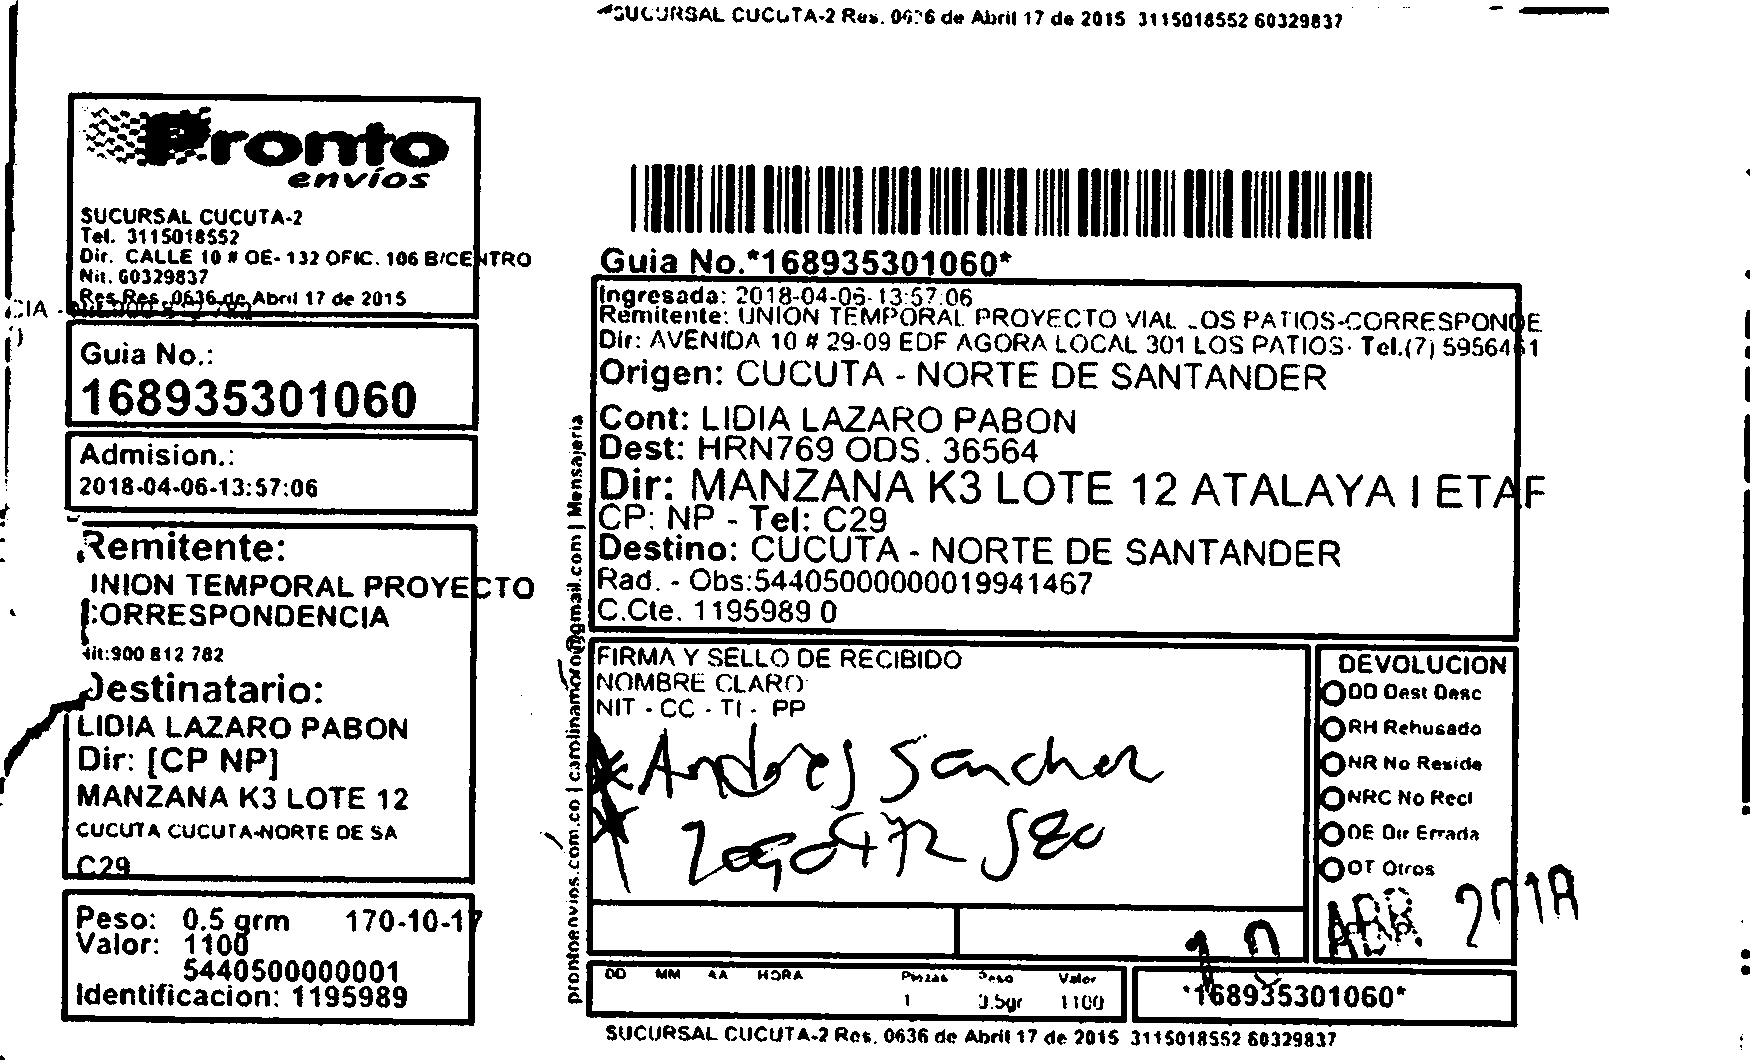 SUCURSAL CUCUTA-2 Res. 0636 de Abril 17 de 2015 3115018552 60329837
Pronto
envíos
SUCURSAL CUCUTA-2
Tel. 3115018552
Dir. CALLE 10 # OE-132 OFIC. 106 B/CENTRO
Nit. 60329837
Res.Res. 0636 de Abril 17 de 2015
CIA -
Guia No.:
168935301060
Admision.:
2018-04-06-13:57:06
Remitente:
UNION TEMPORAL PROYECTO
CORRESPONDENCIA
Nit:900 812 782
Destinatario:
LIDIA LAZARO PABON
Dir: [CP NP]
MANZANA K3 LOTE 12
CUCUTA CUCUTA-NORTE DE SA
C29
Peso: 0.5 grm 170-10-17
Valor: 1100
5440500000001
Identificacion: 1195989
prontoenvios.com.co | carolinamoro@gmail.com | Mensajeria
Guia No.*168935301060*
Ingresada: 2018-04-06-13:57:06
Remitente: UNION TEMPORAL PROYECTO VIAL LOS PATIOS-CORRESPONDE
Dir: AVENIDA 10 # 29-09 EDF AGORA LOCAL 301 LOS PATIOS- Tel.(7) 5956461
Origen: CUCUTA - NORTE DE SANTANDER
Cont: LIDIA LAZARO PABON
Dest: HRN769 ODS. 36564
Dir: MANZANA K3 LOTE 12 ATALAYA I ETAP
CP: NP - Tel: C29
Destino: CUCUTA - NORTE DE SANTANDER
Rad. - Obs:54405000000019941467
C.Cte. 1195989 0
FIRMA Y SELLO DE RECIBIDO
NOMBRE CLARO
NIT - CC - TI - PP
Andres Sanchez
DEVOLUCION
DD Dest Desc
RH Rehusado
NR No Reside
NRC No Recl
DE Dir Errada
OT Otros
10 ABR. 2018
DD MM AA HORA Piezas Peso Valor
1 0.5gr 1100
*168935301060*
SUCURSAL CUCUTA-2 Res. 0636 de Abril 17 de 2015 3115018552 60329837